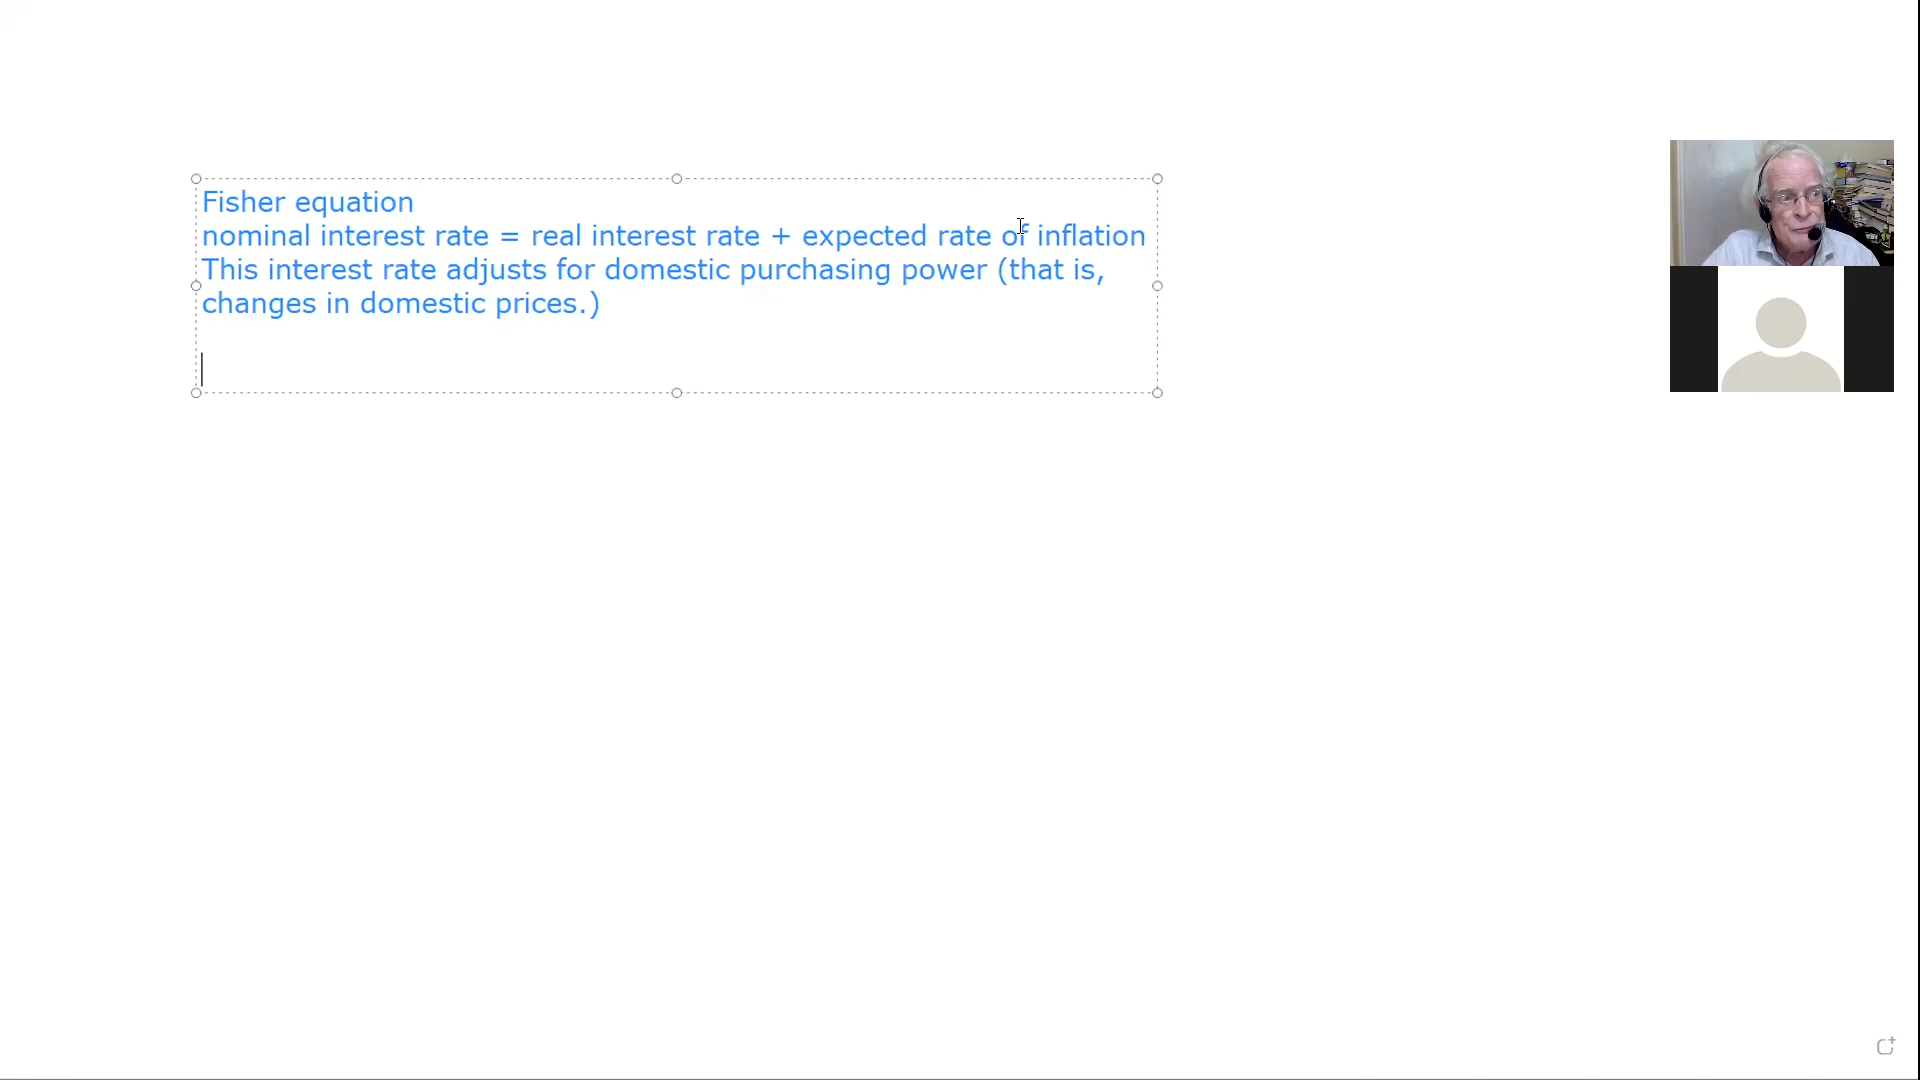 Fisher equation
nominal interest rate = real interest rate + expected rate of inflation
This interest rate adjusts for domestic purchasing power (that is,
changes in domestic prices.)